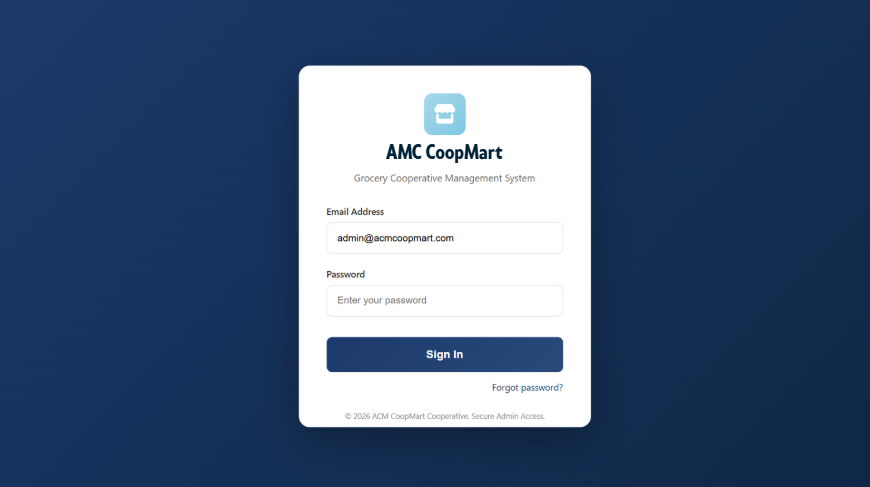 AMC CoopMart
Grocery Cooperative Management System
Email Address
admin@acmcoopmart.com
Password
Enter your password
Sign In
Forgot password?
© 2026 ACM CoopMart Cooperative. Secure Admin Access.